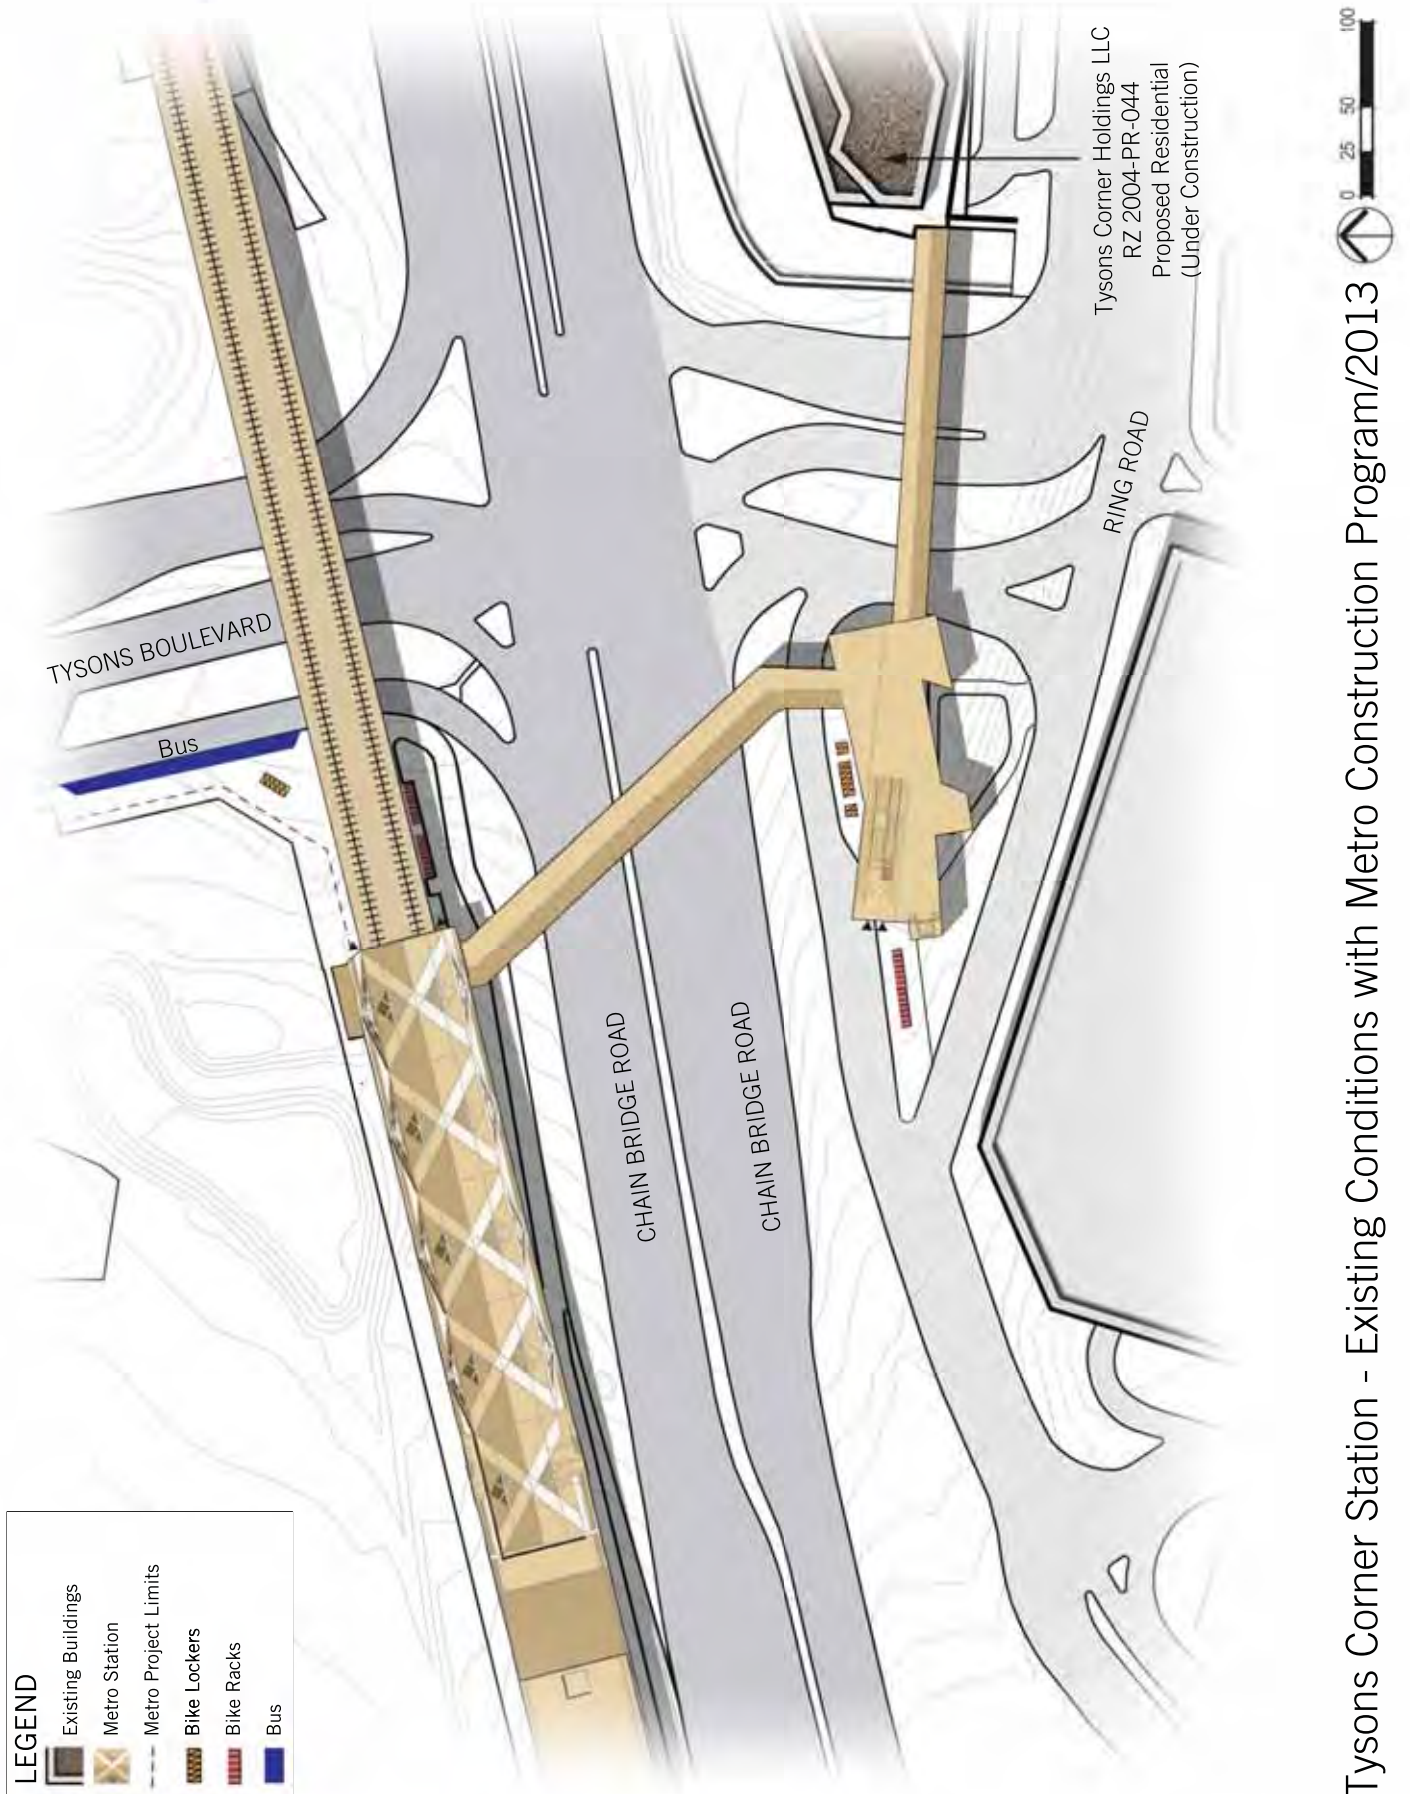 LEGEND
Existing Buildings
Metro Station
Metro Project Limits
Bike Lockers
Bike Racks
Bus
TYSONS BOULEVARD
Bus
CHAIN BRIDGE ROAD
CHAIN BRIDGE ROAD
RING ROAD
Tysons Corner Holdings LLC
RZ 2004-PR-044
Proposed Residential
(Under Construction)
Tysons Corner Station - Existing Conditions with Metro Construction Program/2013
0 25 50 100